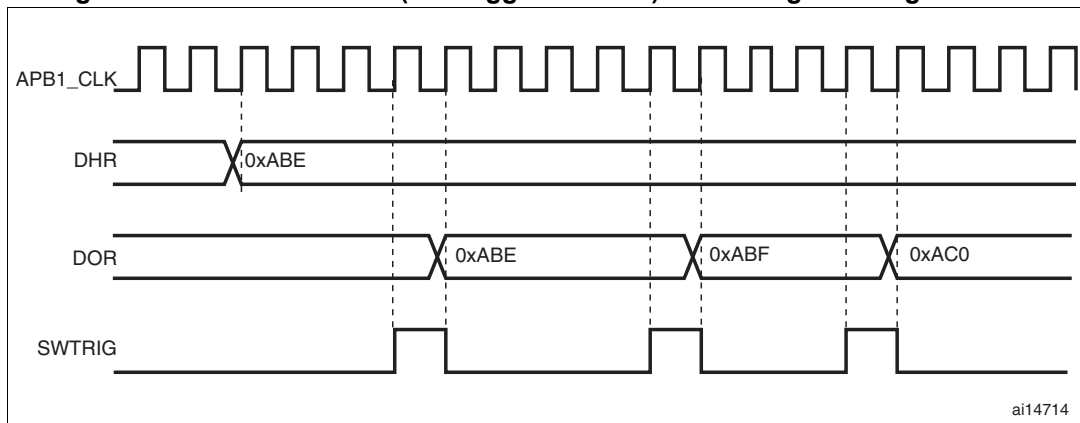 APB1_CLK
DHR
0xABE
DOR
0xABE
0xABF
0xAC0
SWTRIG
ai14714